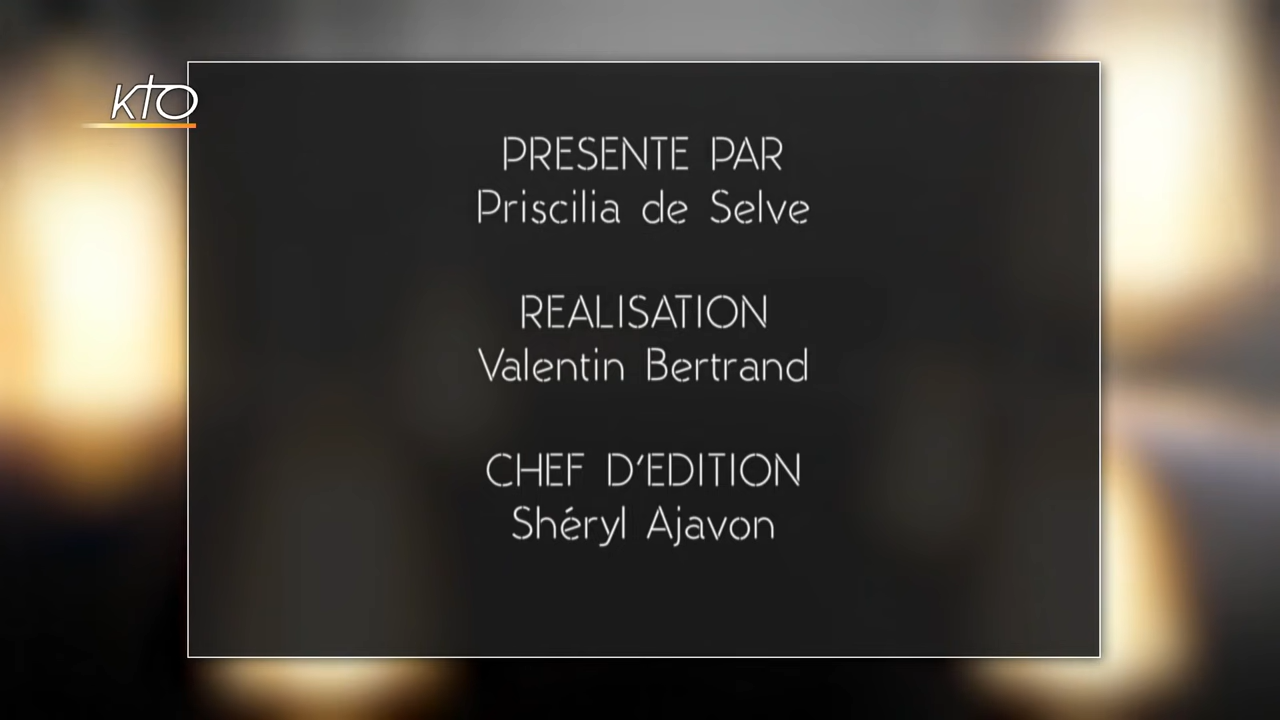 KTO
PRESENTE PAR
Priscilia de Selve
REALISATION
Valentin Bertrand
CHEF D'EDITION
Shéryl Ajavon